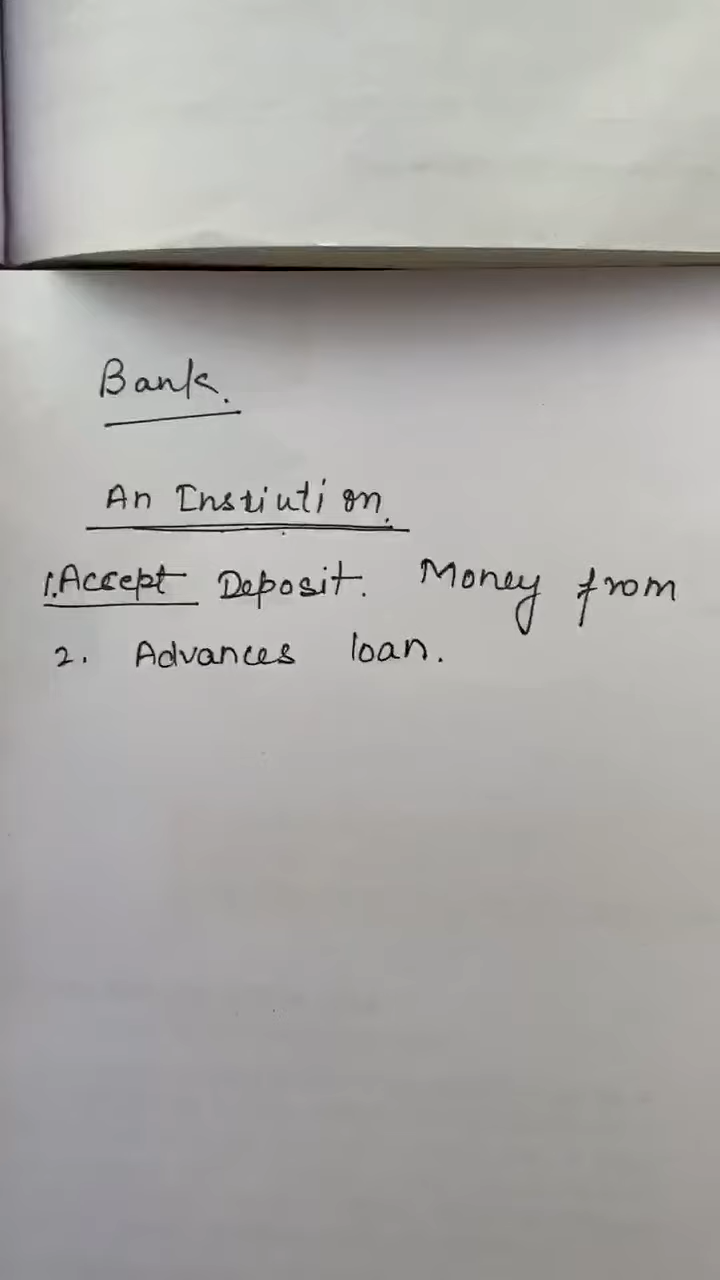 Bank.
An Instiution.
1. Accept Deposit. Money from
2. Advances loan.